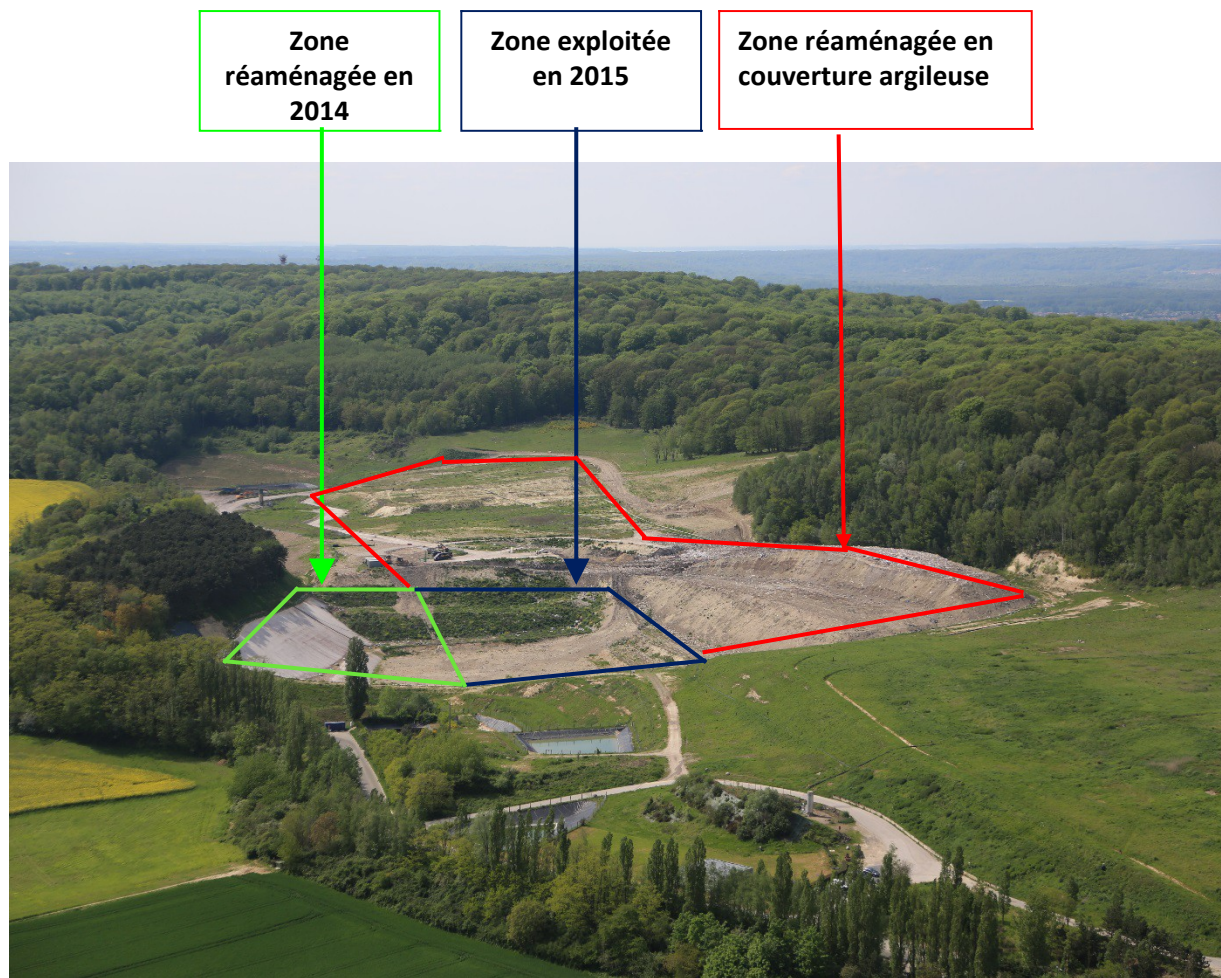 Zone
réaménagée en
2014
Zone exploitée
en 2015
Zone réaménagée en
couverture argileuse